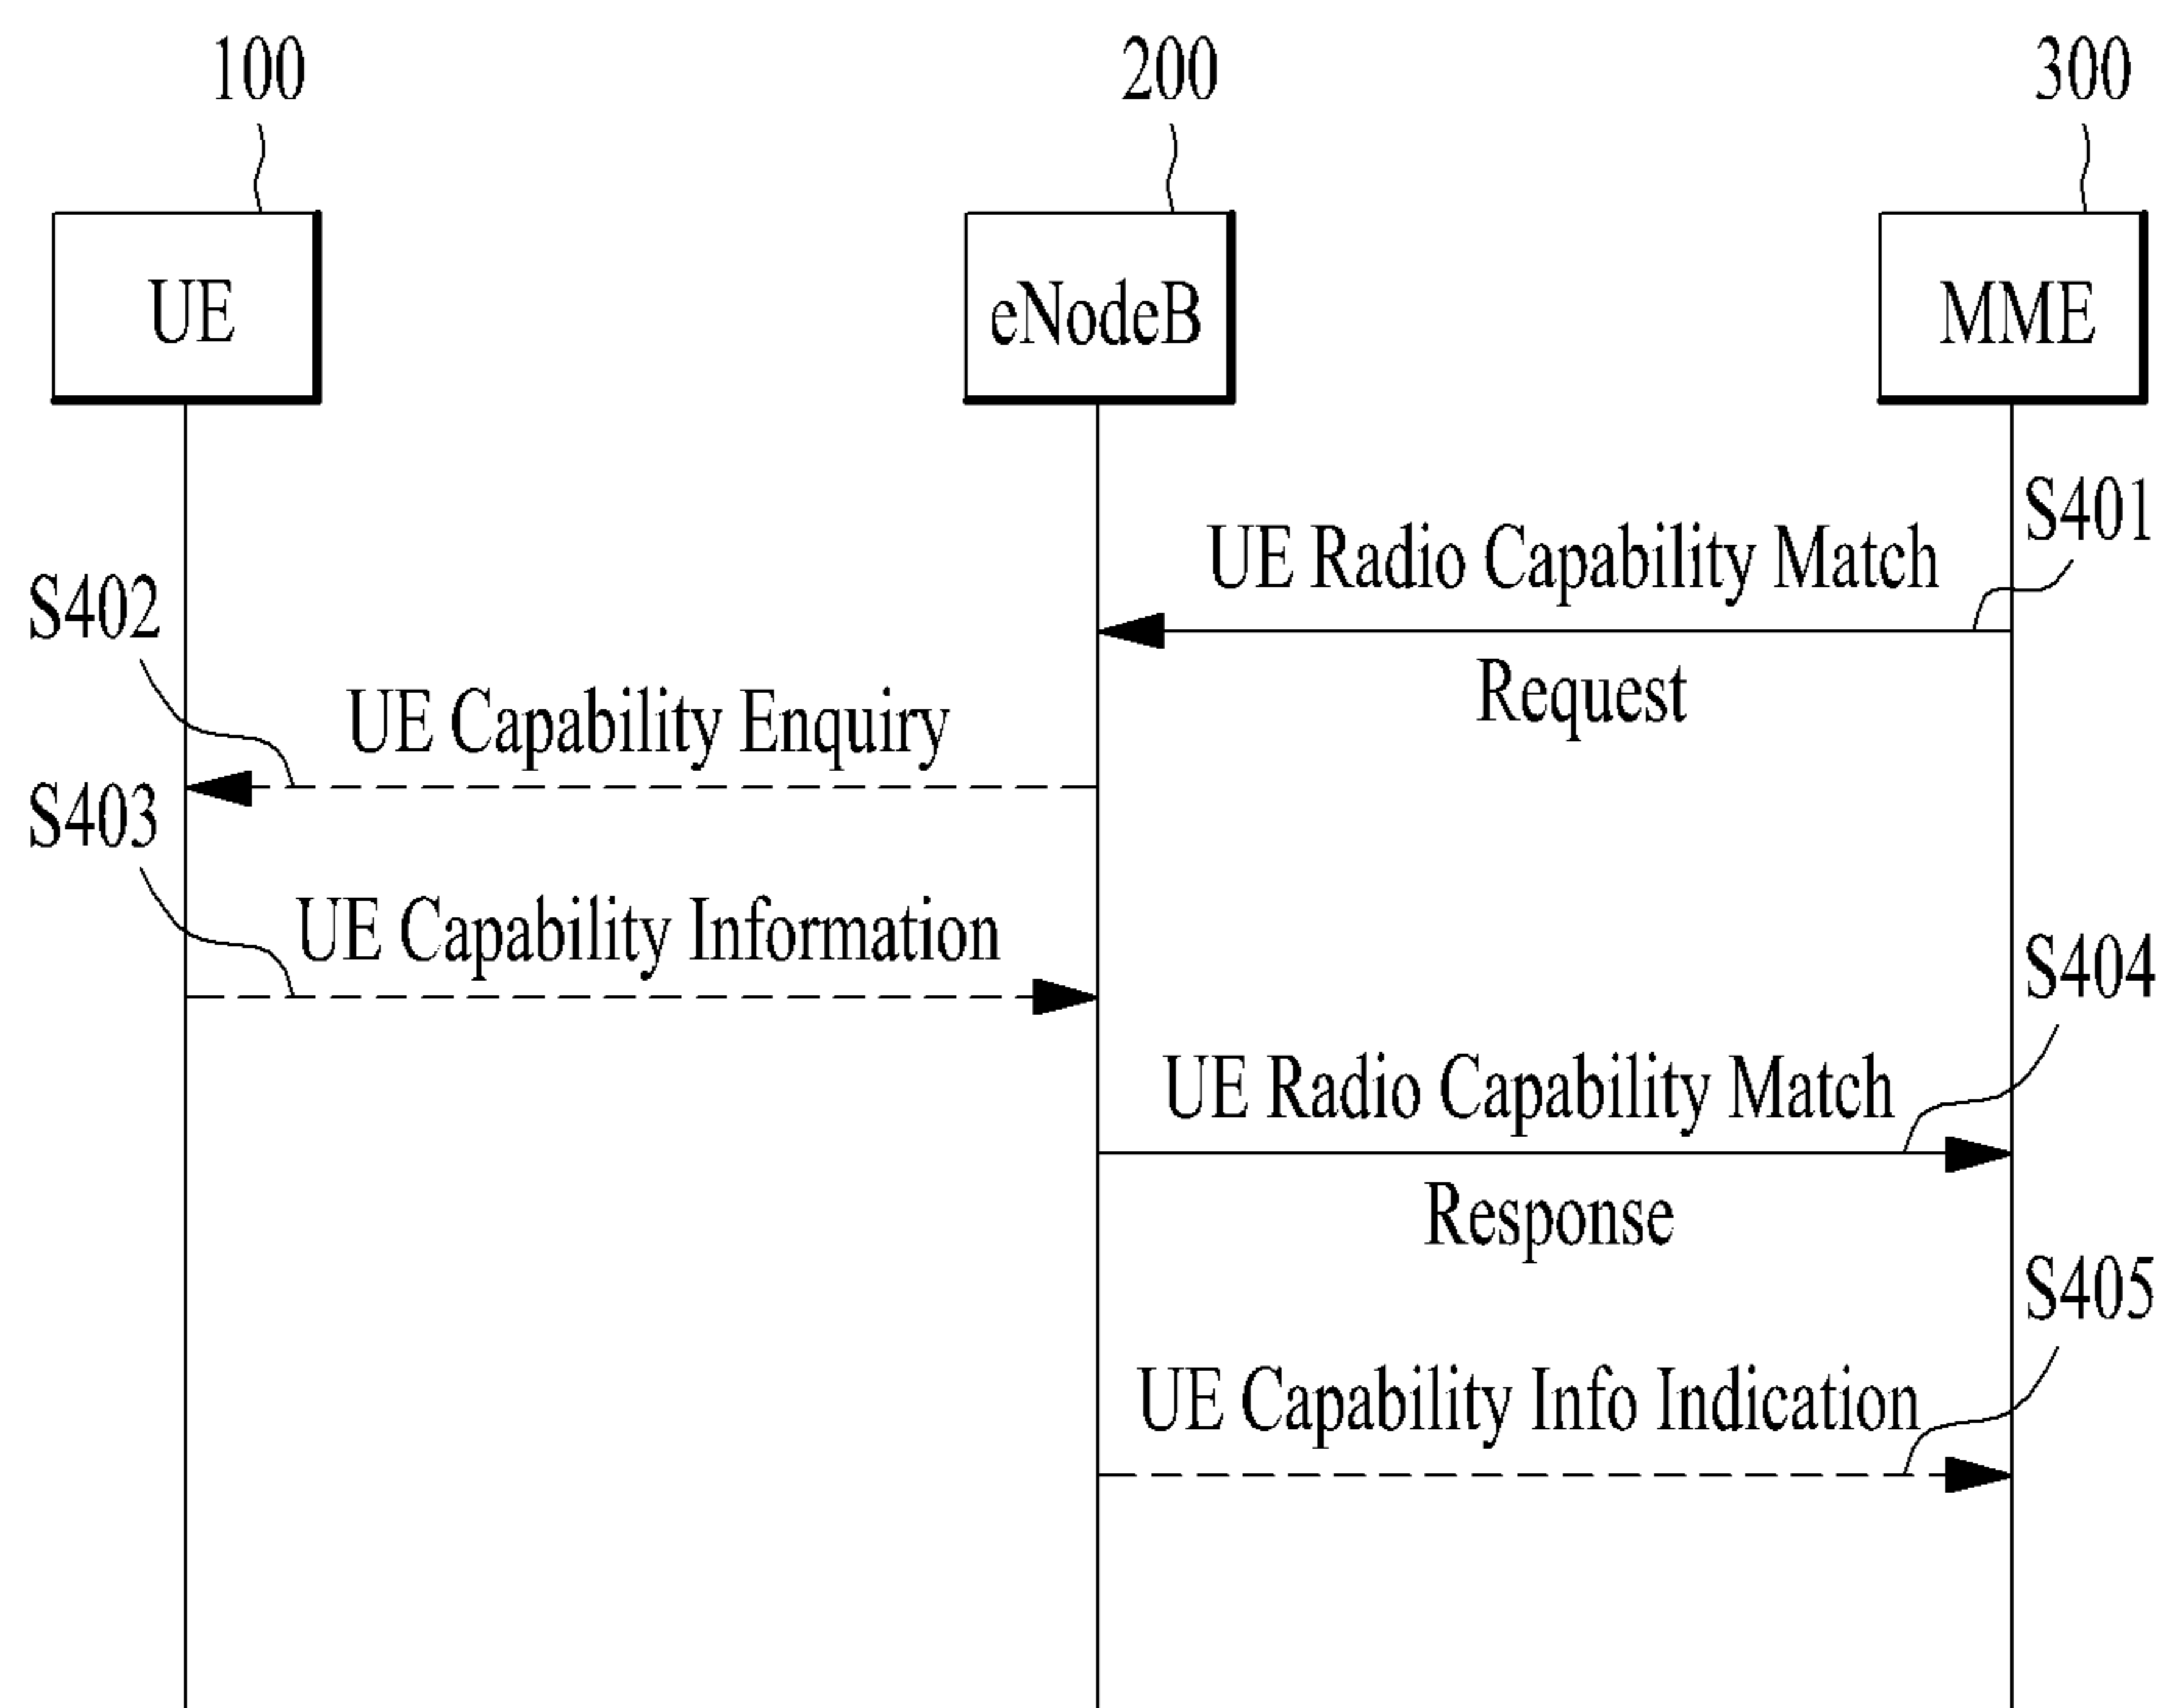 100
200
300
UE
eNodeB
MME
S401
UE Radio Capability Match
Request
S402
UE Capability Enquiry
S403
UE Capability Information
S404
UE Radio Capability Match
Response
S405
UE Capability Info Indication